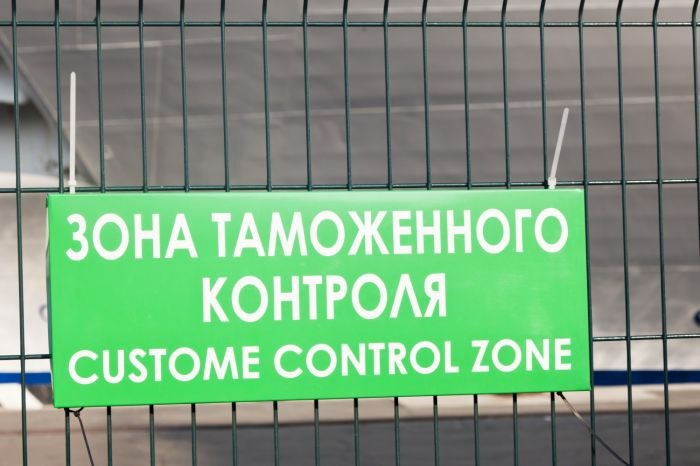 ЗОНА ТАМОЖЕННОГО
КОНТРОЛЯ
CUSTOME CONTROL ZONE